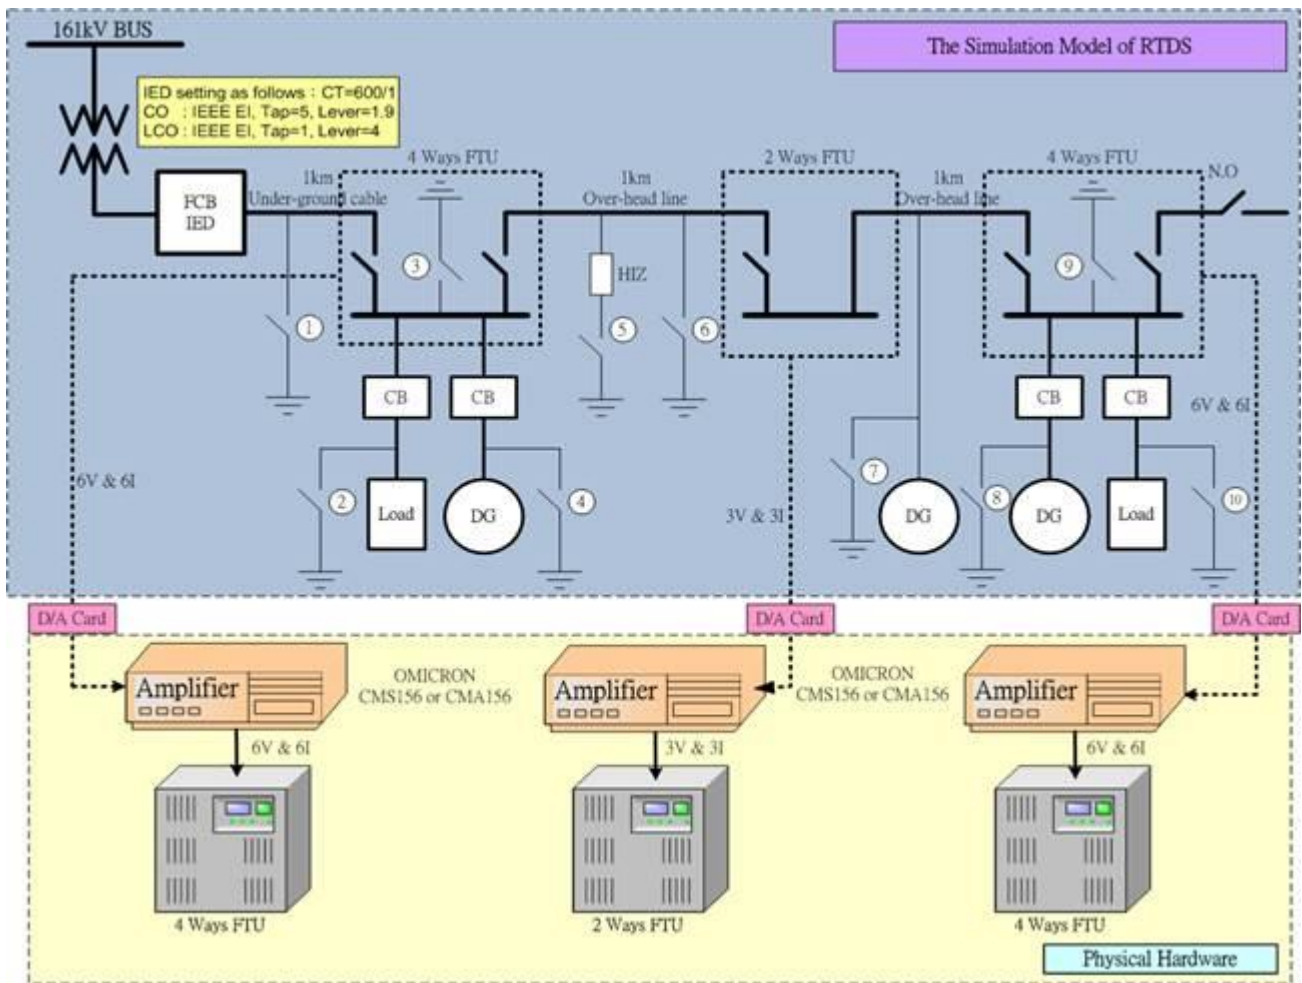 161kV BUS
The Simulation Model of RTDS
IED setting as follows : CT=600/1
CO : IEEE EI, Tap=5, Lever=1.9
LCO : IEEE EI, Tap=1, Lever=4
4 Ways FTU
2 Ways FTU
4 Ways FTU
N.O
1km
Under-ground cable
1km
Over-head line
1km
Over-head line
FCB
IED
3
9
HIZ
1
5
6
CB
CB
CB
CB
6V & 6I
6V & 6I
2
Load
DG
4
3V & 3I
7
DG
8
DG
Load
10
D/A Card
D/A Card
D/A Card
Amplifier
OMICRON
CMS156 or CMA156
Amplifier
OMICRON
CMS156 or CMA156
Amplifier
6V & 6I
3V & 3I
6V & 6I
4 Ways FTU
2 Ways FTU
4 Ways FTU
Physical Hardware